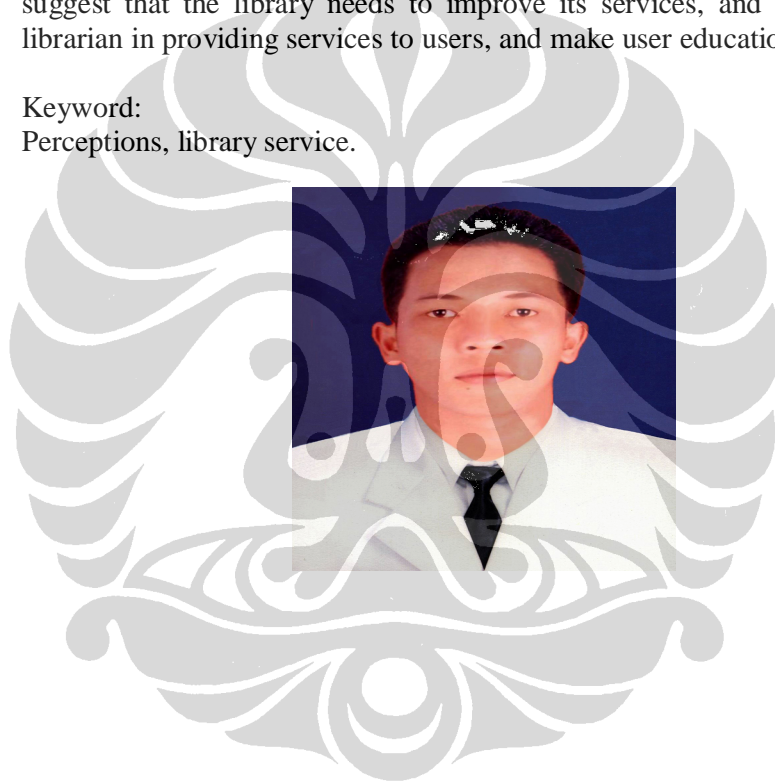 suggest that the library needs to improve its services, and
librarian in providing services to users, and make user educatio
Keyword:
Perceptions, library service.